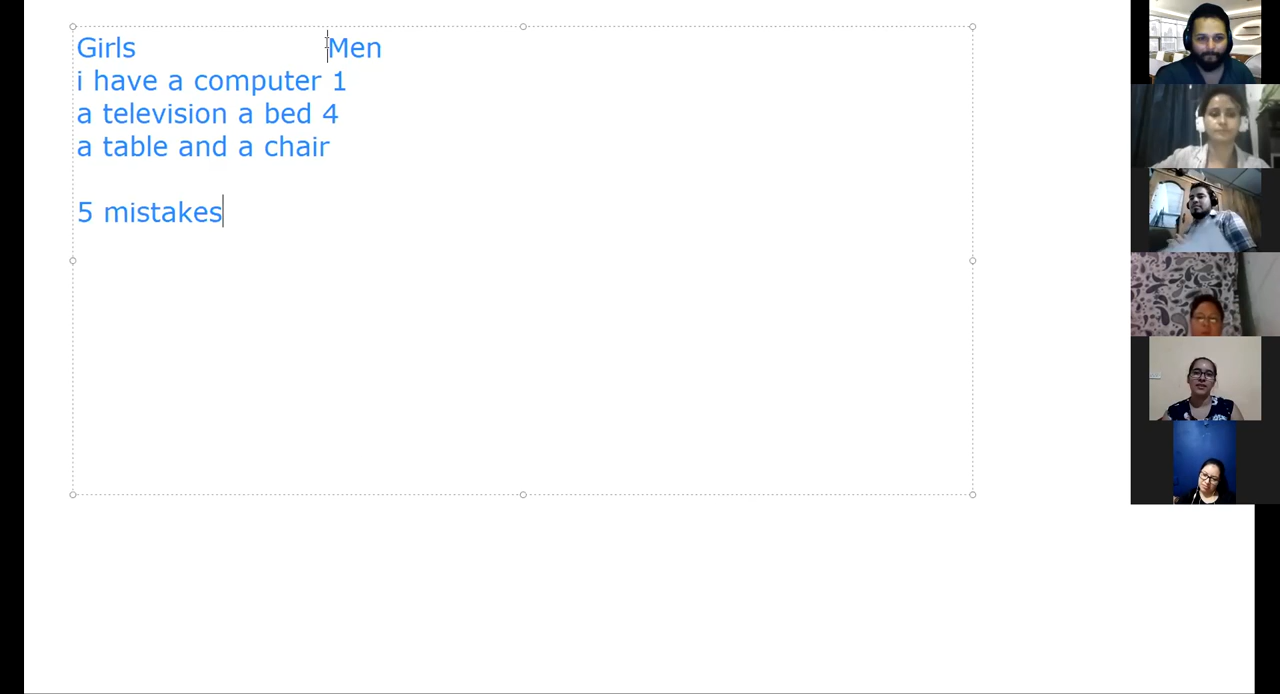 Girls Men
i have a computer 1
a television a bed 4
a table and a chair
5 mistakes